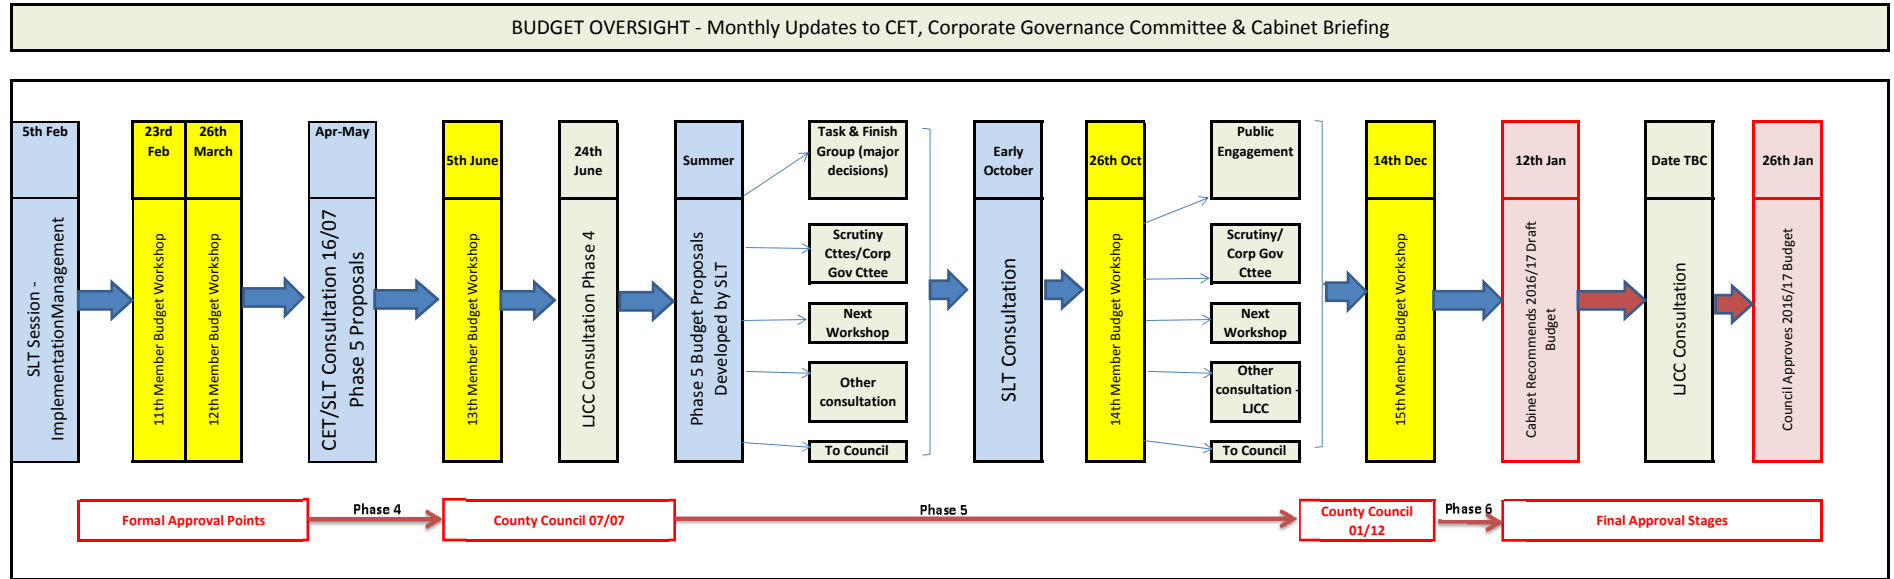 BUDGET OVERSIGHT - Monthly Updates to CET, Corporate Governance Committee & Cabinet Briefing
5th Feb
SLT Session -
ImplementationManagement
23rd
Feb
11th Member Budget Workshop
26th
March
12th Member Budget Workshop
Apr-May
CET/SLT Consultation 16/07
Phase 5 Proposals
5th June
13th Member Budget Workshop
24th
June
LJCC Consultation Phase 4
Summer
Phase 5 Budget Proposals
Developed by SLT
Task & Finish
Group (major
decisions)
Scrutiny
Cttes/Corp
Gov Cttee
Next
Workshop
Other
consultation
To Council
Early
October
SLT Consultation
26th Oct
14th Member Budget Workshop
Public
Engagement
Scrutiny/
Corp Gov
Cttee
Next
Workshop
Other
consultation -
LJCC
To Council
14th Dec
15th Member Budget Workshop
12th Jan
Cabinet Recommends 2016/17 Draft
Budget
Date TBC
LJCC Consultation
26th Jan
Council Approves 2016/17 Budget
Formal Approval Points
Phase 4
County Council 07/07
Phase 5
County Council
01/12
Phase 6
Final Approval Stages